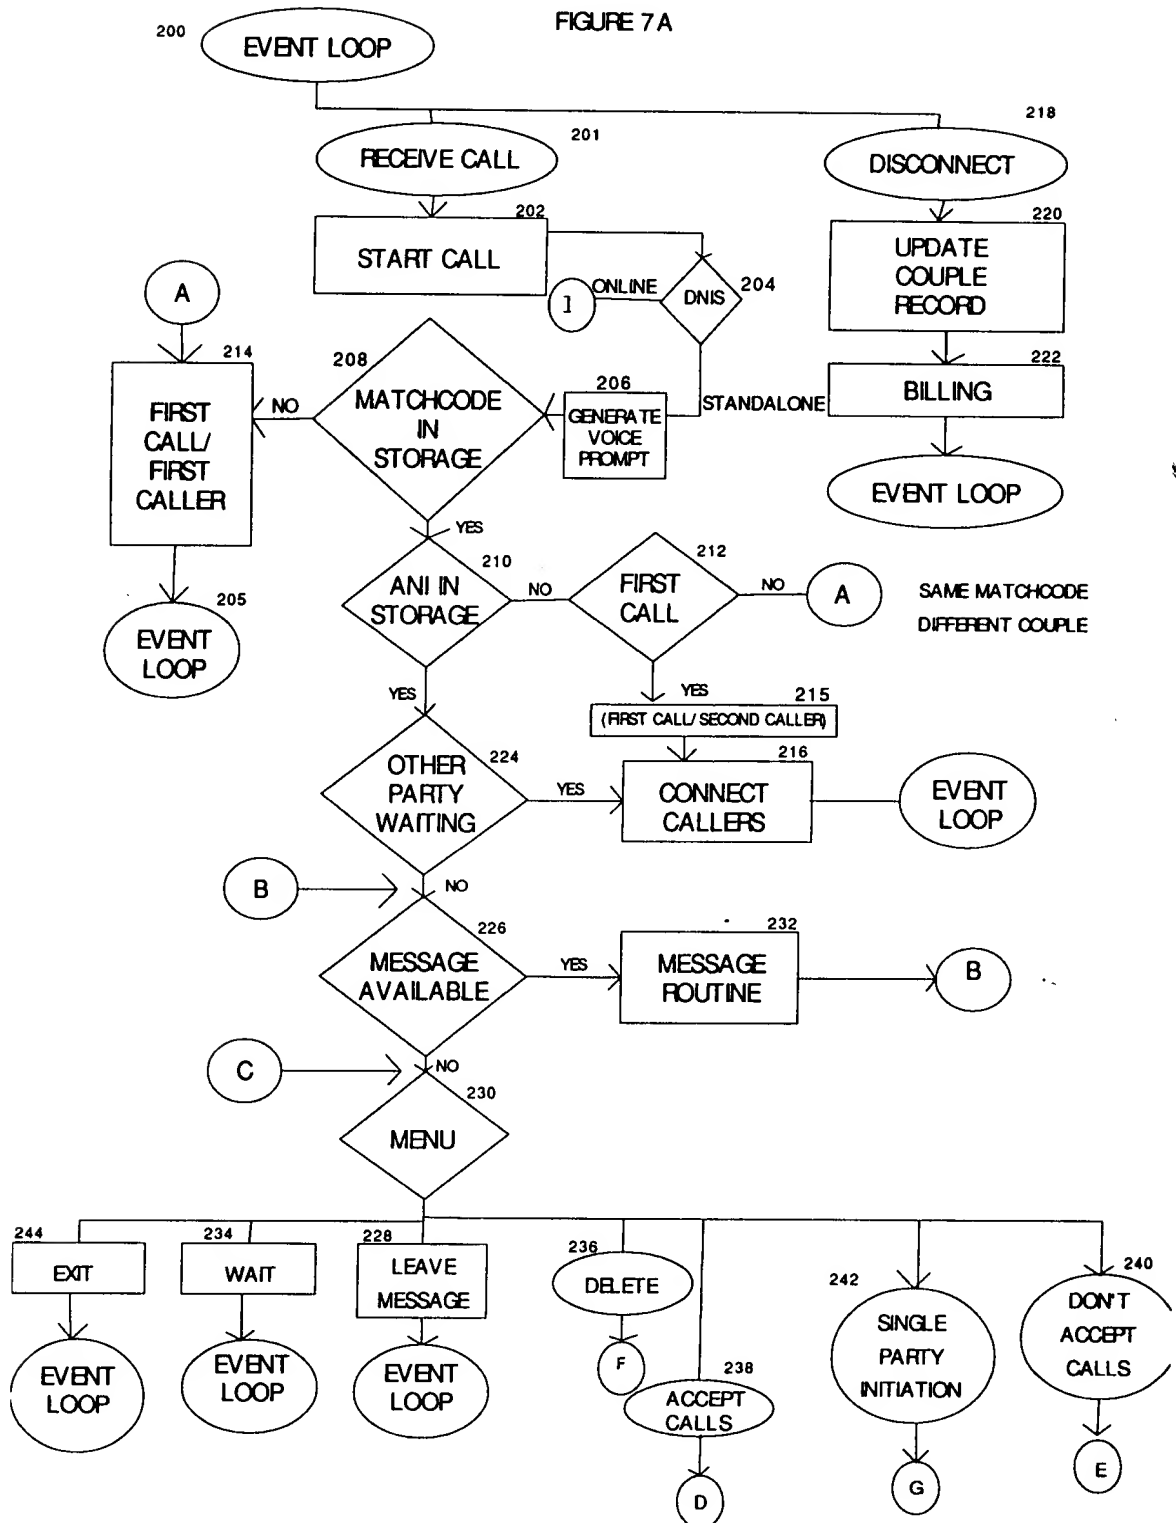 FIGURE 7A
200
EVENT LOOP
201
RECEIVE CALL
218
DISCONNECT
202
START CALL
220
UPDATE
COUPLE
RECORD
204
DNIS
ONLINE
I
A
214
FIRST
CALL/
FIRST
CALLER
208
MATCHCODE
IN
STORAGE
NO
206
GENERATE
VOICE
PROMPT
STANDALONE
222
BILLING
EVENT LOOP
YES
205
EVENT
LOOP
210
ANI IN
STORAGE
NO
212
FIRST
CALL
NO
A
SAME MATCHCODE
DIFFERENT COUPLE
YES
YES
215
(FIRST CALL/SECOND CALLER)
224
OTHER
PARTY
WAITING
YES
216
CONNECT
CALLERS
EVENT
LOOP
B
NO
226
MESSAGE
AVAILABLE
YES
232
MESSAGE
ROUTINE
B
C
NO
230
MENU
244
EXIT
EVENT
LOOP
234
WAIT
EVENT
LOOP
228
LEAVE
MESSAGE
EVENT
LOOP
236
DELETE
F
238
ACCEPT
CALLS
D
242
SINGLE
PARTY
INITIATION
G
240
DON'T
ACCEPT
CALLS
E